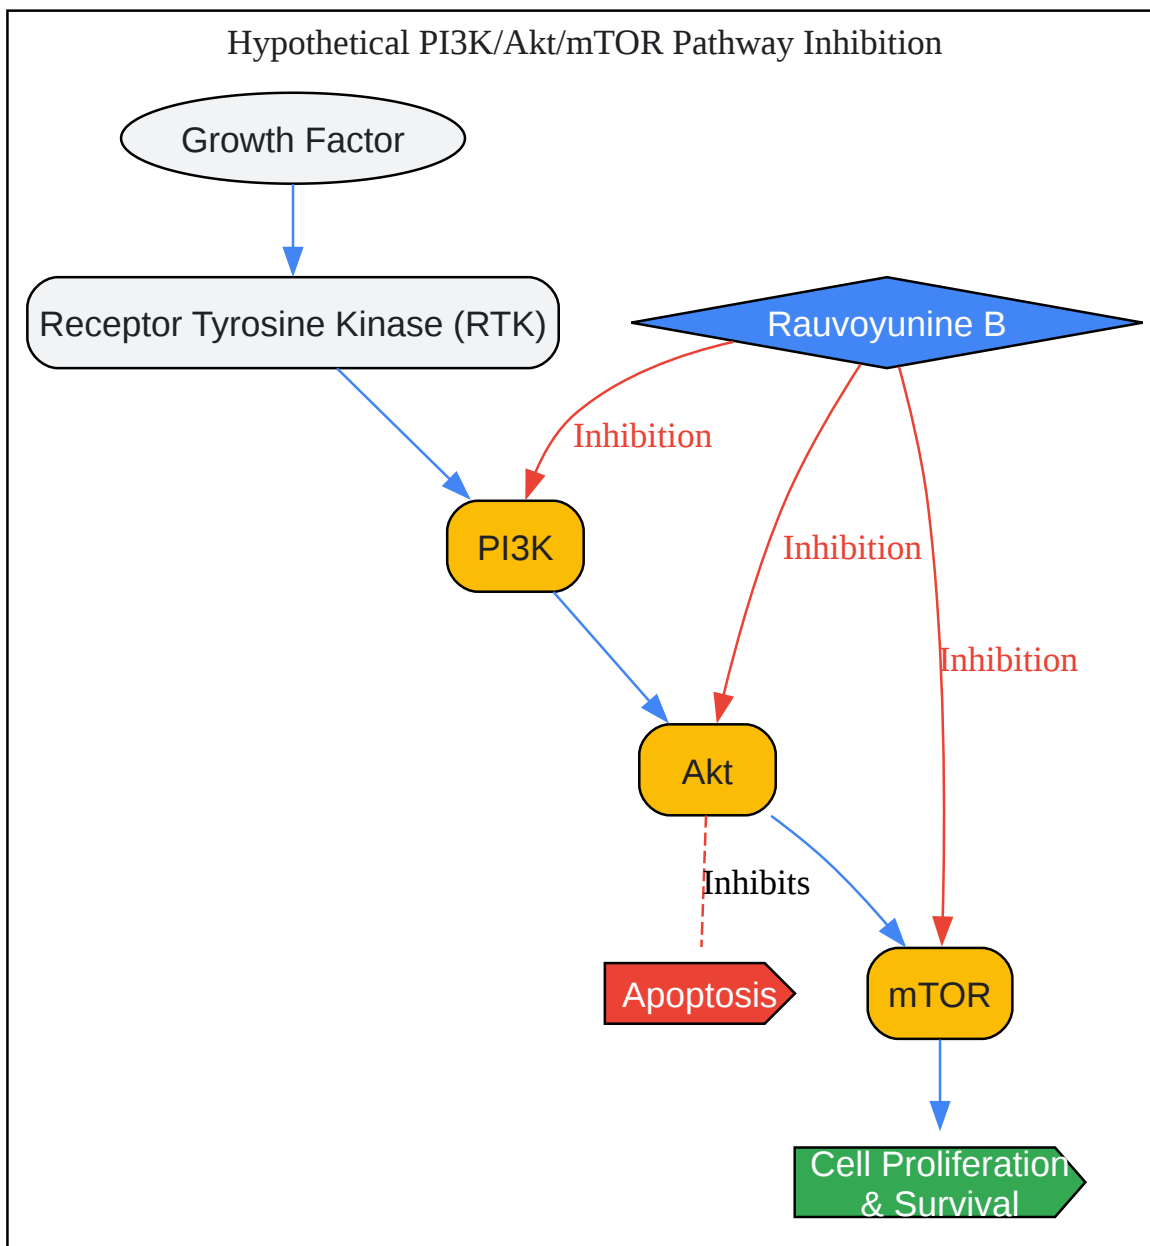 Hypothetical PI3K/Akt/mTOR Pathway Inhibition
Growth Factor
Receptor Tyrosine Kinase (RTK)
Rauvoyunine B
Inhibition
PI3K
Inhibition
Inhibition
Akt
Inhibits
Apoptosis
mTOR
Cell Proliferation
& Survival